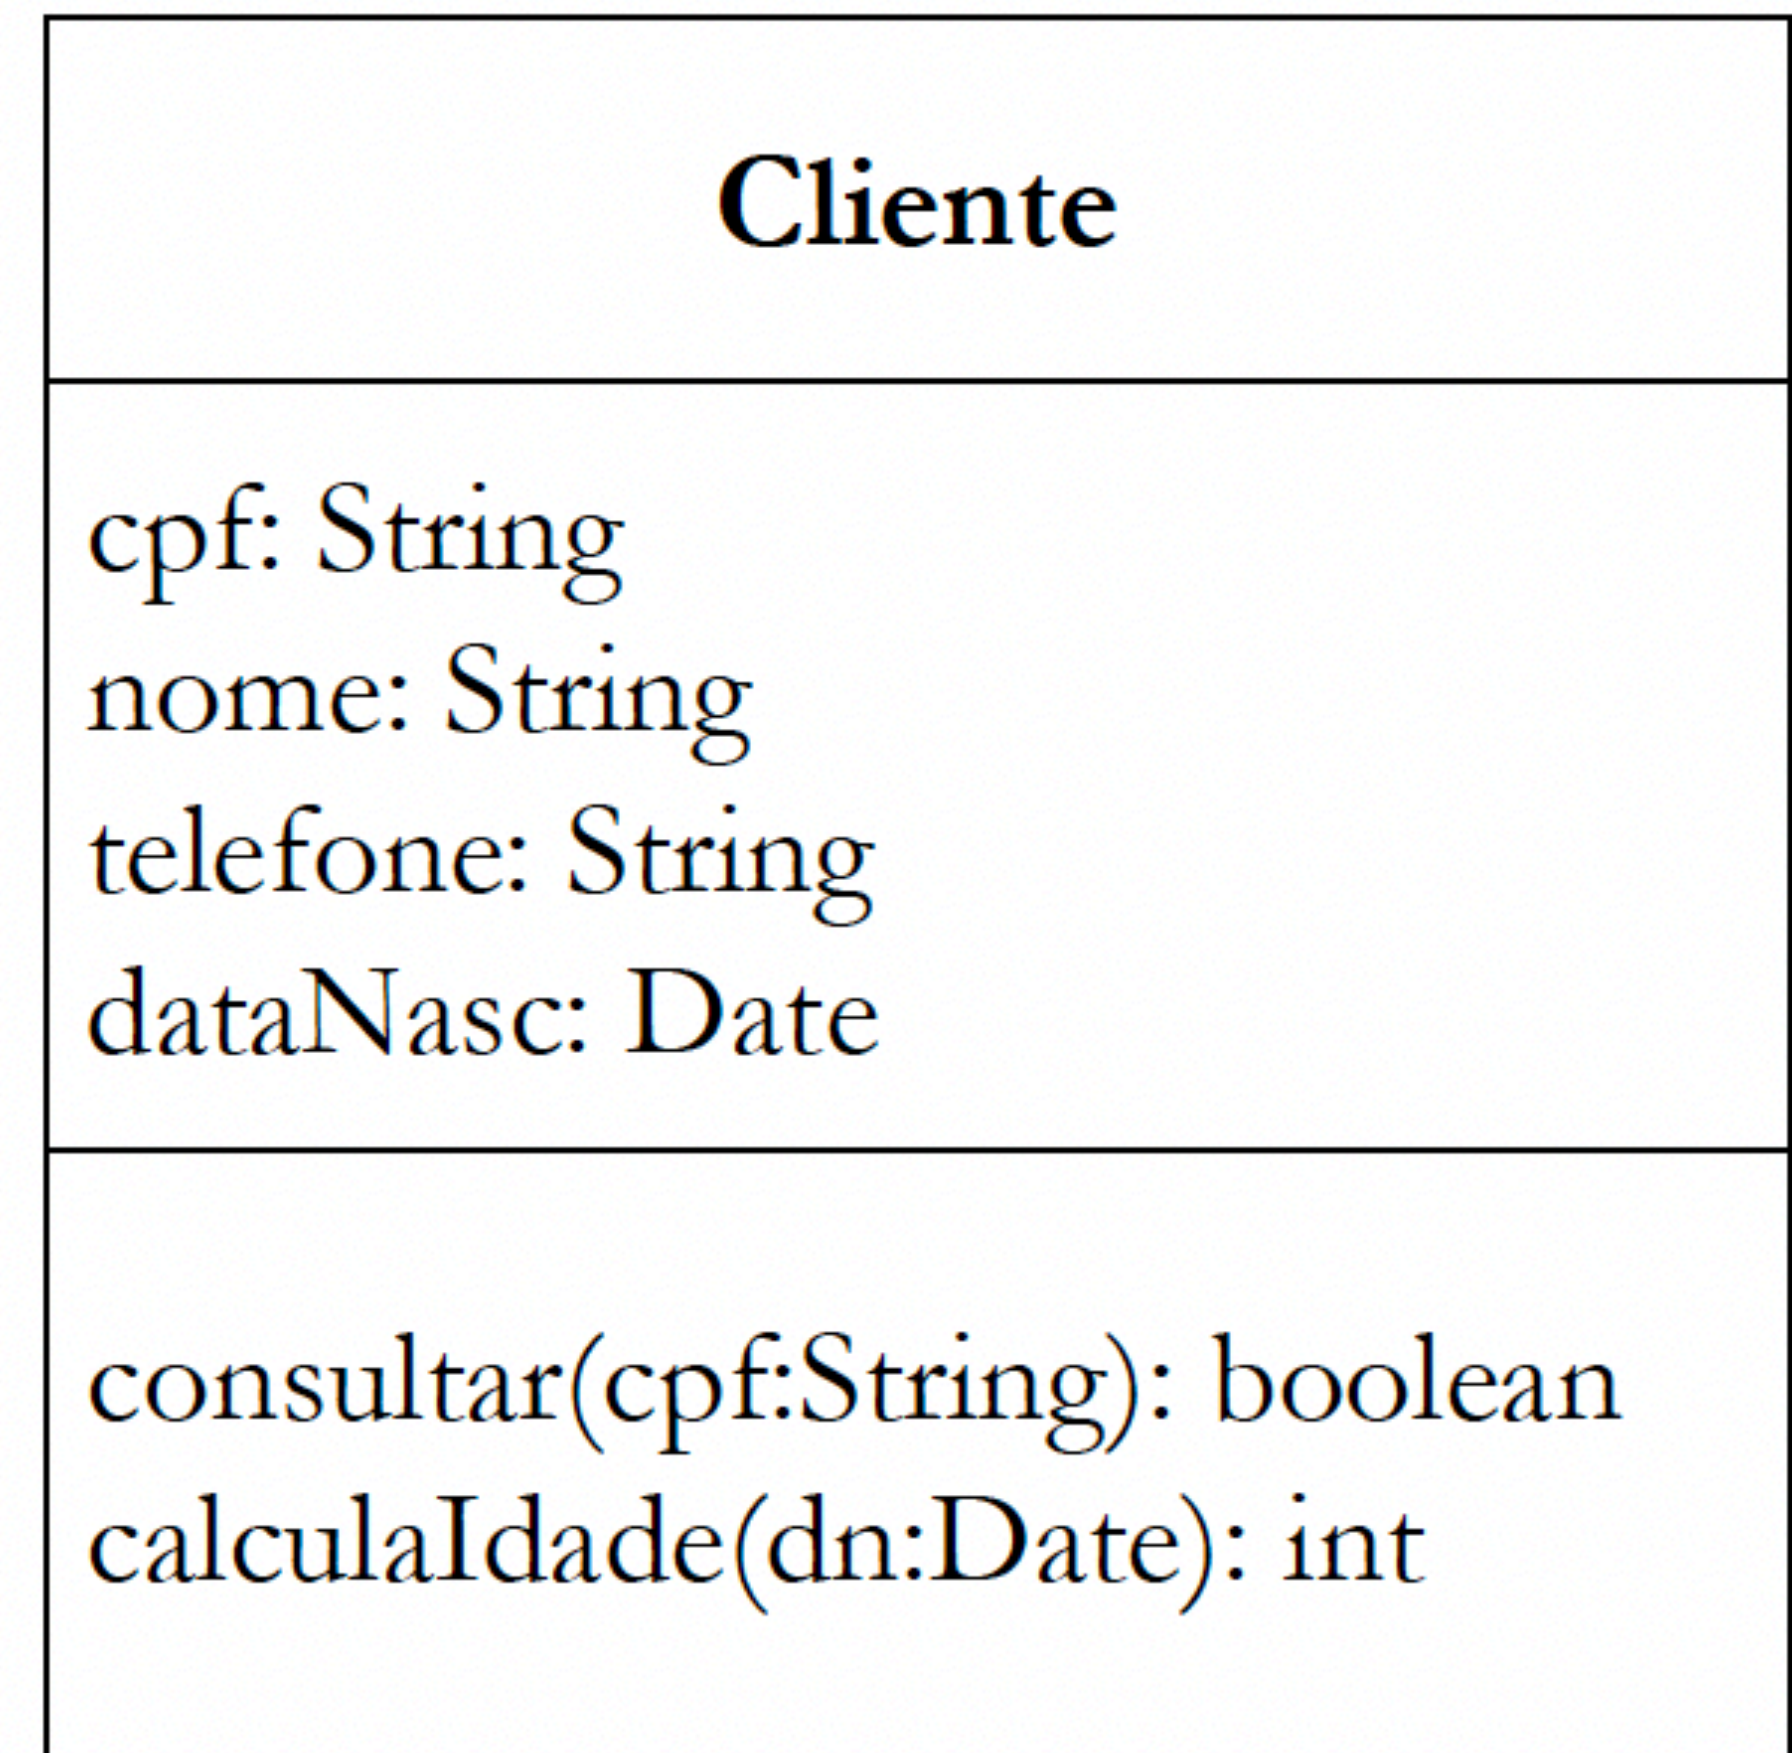 Cliente
cpf: String
nome: String
telefone: String
dataNasc: Date
consultar(cpf:String): boolean
calculaIdade(dn:Date): int